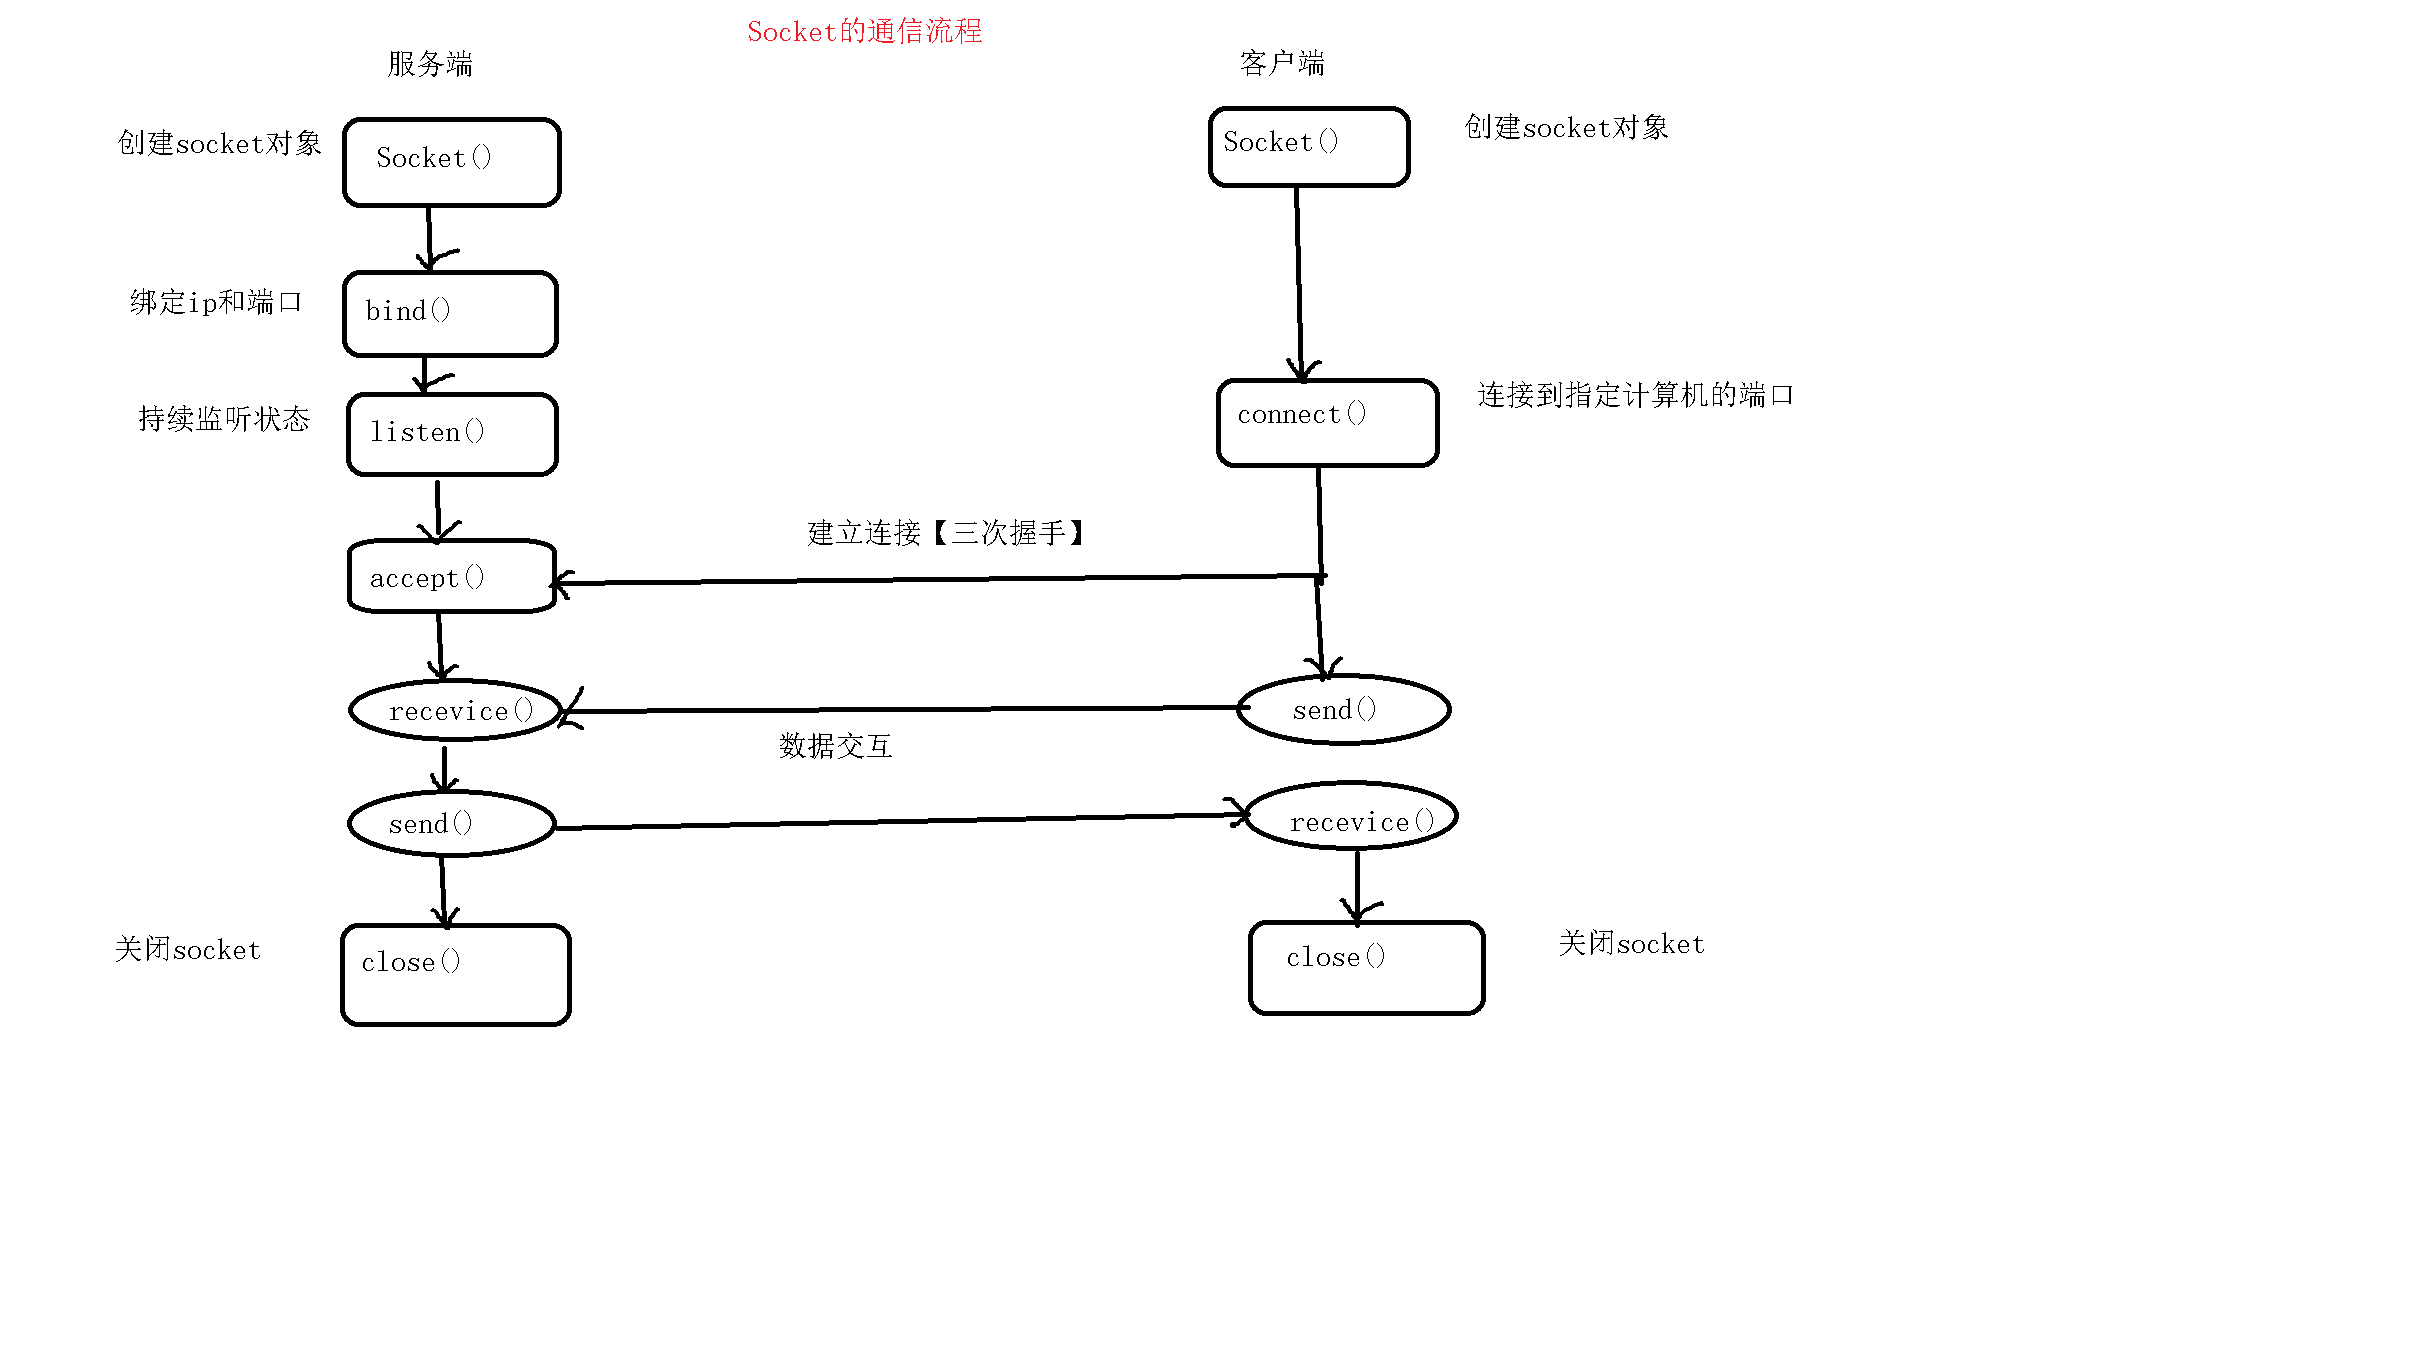 Socket的通信流程
服务端
客户端
创建socket对象
Socket()
Socket()
创建socket对象
绑定ip和端口
bind()
持续监听状态
listen()
connect()
连接到指定计算机的端口
建立连接【三次握手】
accept()
recevice()
send()
数据交互
send()
recevice()
关闭socket
close()
close()
关闭socket